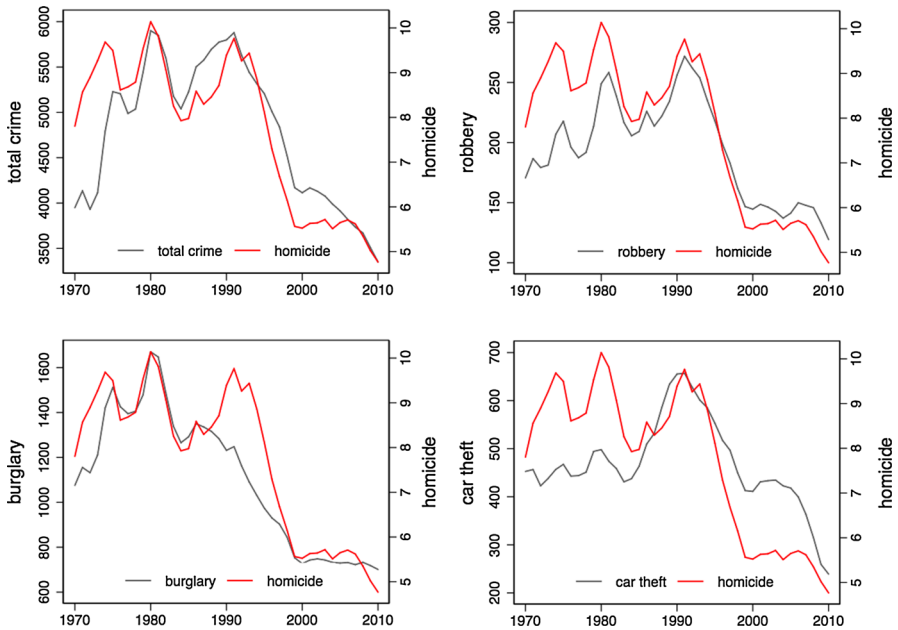 total crime
6000
5500
5000
4500
4000
3500
10
9
8
7
6
5
homicide
total crime homicide
1970 1980 1990 2000 2010
robbery
300
250
200
150
100
10
9
8
7
6
5
homicide
robbery homicide
1970 1980 1990 2000 2010
burglary
1600
1400
1200
1000
800
600
10
9
8
7
6
5
homicide
burglary homicide
1970 1980 1990 2000 2010
car theft
700
600
500
400
300
200
10
9
8
7
6
5
homicide
car theft homicide
1970 1980 1990 2000 2010